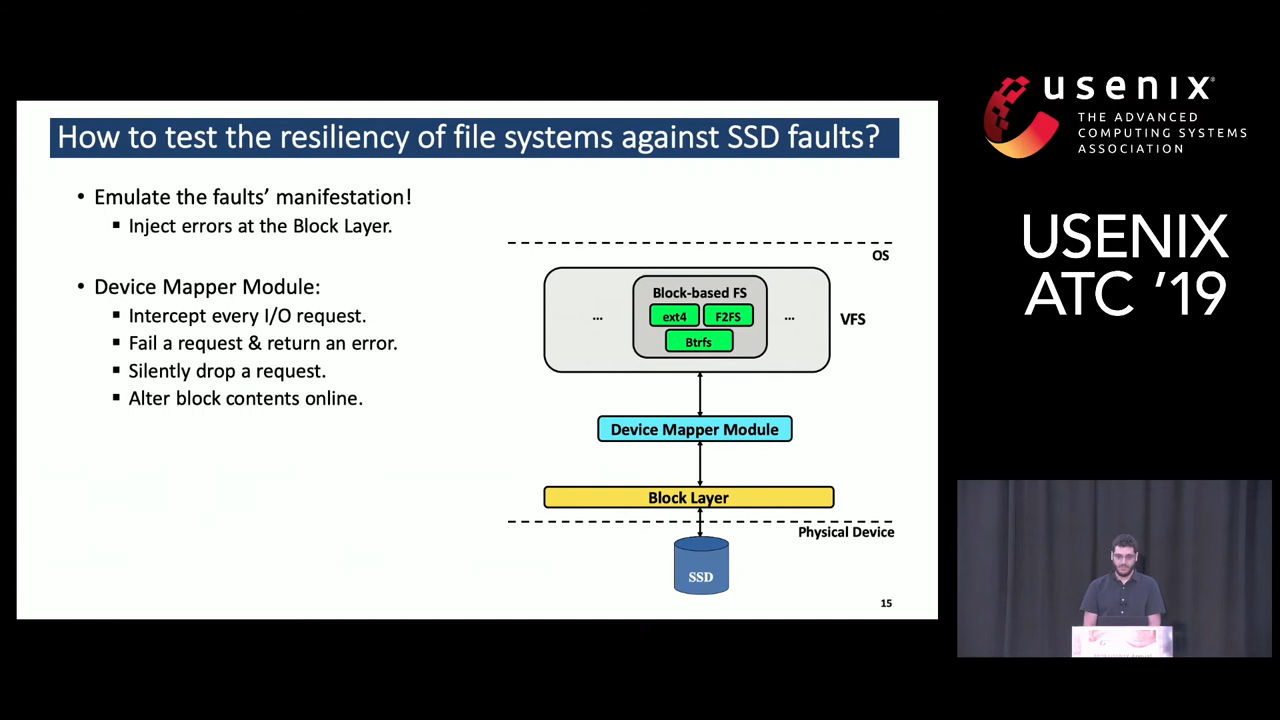 How to test the resiliency of file systems against SSD faults?
• Emulate the faults’ manifestation!
▪ Inject errors at the Block Layer.
• Device Mapper Module:
▪ Intercept every I/O request.
▪ Fail a request & return an error.
▪ Silently drop a request.
▪ Alter block contents online.
OS
Block-based FS
...
ext4
F2FS
...
VFS
Btrfs
Device Mapper Module
Block Layer
Physical Device
SSD
15
usenix®
THE ADVANCED
COMPUTING SYSTEMS
ASSOCIATION
USENIX
ATC ’19